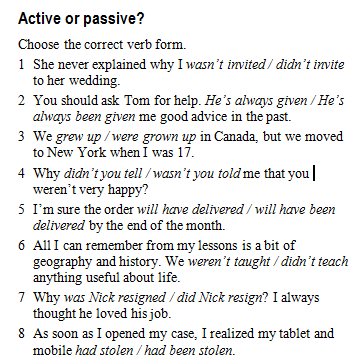 Active or passive?
Choose the correct verb form.
1 She never explained why I wasn't invited / didn't invite
to her wedding.
2 You should ask Tom for help. He's always given / He's
always been given me good advice in the past.
3 We grew up / were grown up in Canada, but we moved
to New York when I was 17.
4 Why didn't you tell / wasn't you told me that you
weren't very happy?
5 I'm sure the order will have delivered / will have been
delivered by the end of the month.
6 All I can remember from my lessons is a bit of
geography and history. We weren't taught / didn't teach
anything useful about life.
7 Why was Nick resigned / did Nick resign? I always
thought he loved his job.
8 As soon as I opened my case, I realized my tablet and
mobile had stolen / had been stolen.